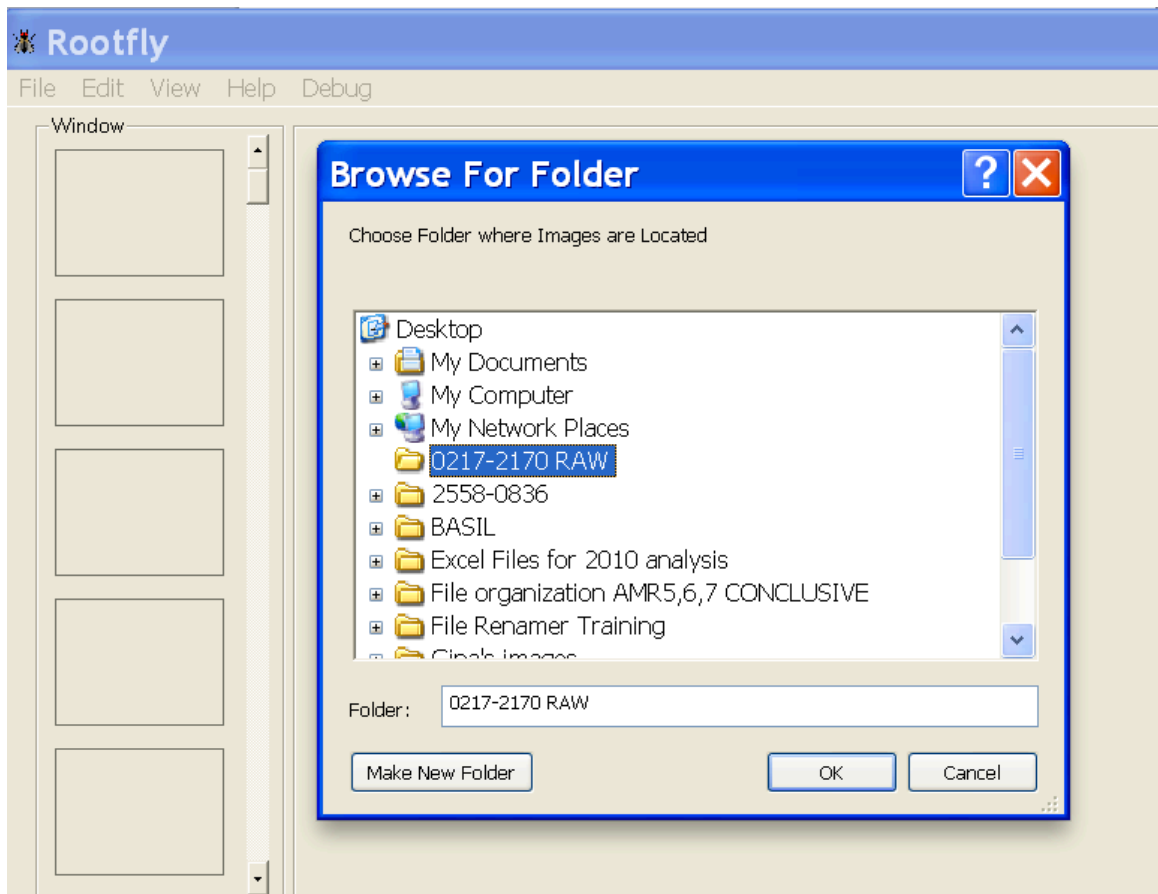 Rootfly
File Edit View Help Debug
Window
Browse For Folder
Choose Folder where Images are Located
Desktop
My Documents
My Computer
My Network Places
0217-2170 RAW
2558-0836
BASIL
Excel Files for 2010 analysis
File organization AMR5,6,7 CONCLUSIVE
File Renamer Training
Gina's images
Folder: 0217-2170 RAW
Make New Folder OK Cancel